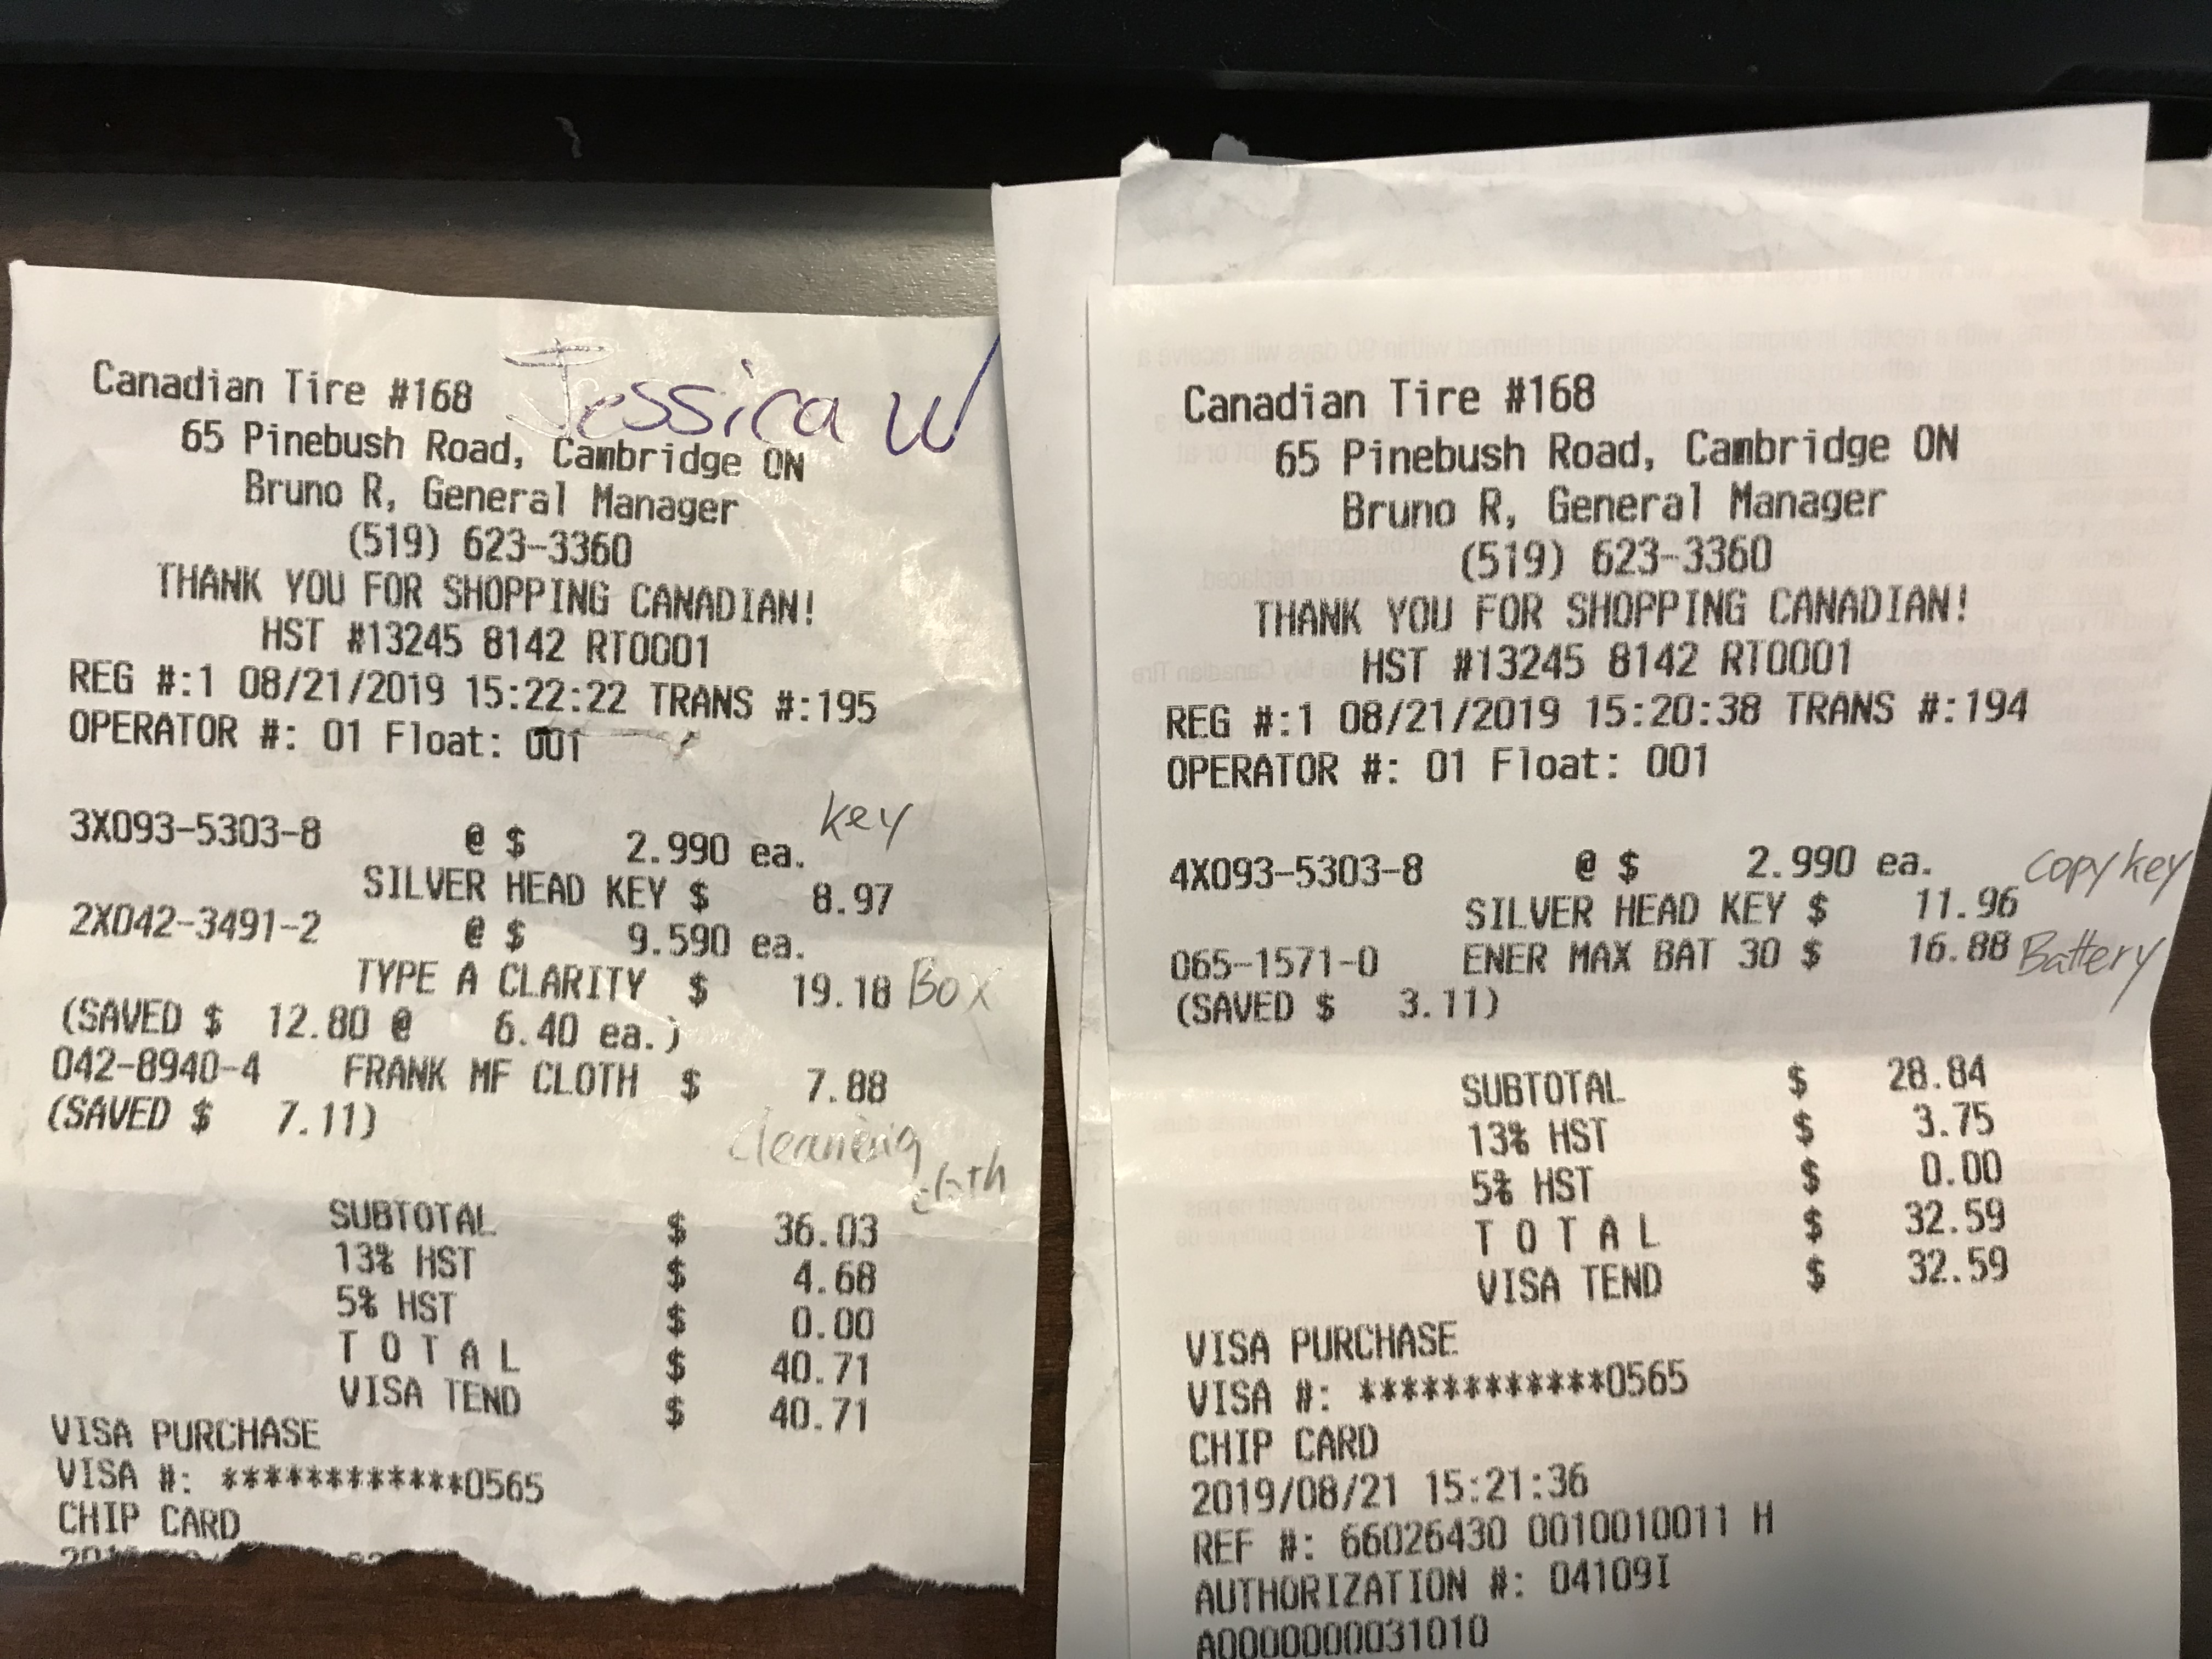 Jessica W
Canadian Tire #168
65 Pinebush Road, Cambridge ON
Bruno R, General Manager
(519) 623-3360
THANK YOU FOR SHOPPING CANADIAN!
HST #13245 8142 RT0001
REG #:1 08/21/2019 15:22:22 TRANS #:195
OPERATOR #: 01 Float: 001
key
3X093-5303-8 @ $ 2.990 ea.
SILVER HEAD KEY $ 8.97
2X042-3491-2 @ $ 9.590 ea.
TYPE A CLARITY $ 19.18 Box
(SAVED $ 12.80 @ 6.40 ea.)
042-8940-4 FRANK MF CLOTH $ 7.88
(SAVED $ 7.11)
cloth
SUBTOTAL $ 36.03
13% HST $ 4.68
5% HST $ 0.00
T O T A L $ 40.71
VISA TEND $ 40.71
VISA PURCHASE
VISA #: ************0565
CHIP CARD
Canadian Tire #168
65 Pinebush Road, Cambridge ON
Bruno R, General Manager
(519) 623-3360
THANK YOU FOR SHOPPING CANADIAN!
HST #13245 8142 RT0001
REG #:1 08/21/2019 15:20:38 TRANS #:194
OPERATOR #: 01 Float: 001
4X093-5303-8 @ $ 2.990 ea. Copy key
SILVER HEAD KEY $ 11.96
065-1571-0 ENER MAX BAT 30 $ 16.88 Battery
(SAVED $ 3.11)
SUBTOTAL $ 28.84
13% HST $ 3.75
5% HST $ 0.00
T O T A L $ 32.59
VISA TEND $ 32.59
VISA PURCHASE
VISA #: ************0565
CHIP CARD
2019/08/21 15:21:36
REF #: 66026430 0010010011 H
AUTHORIZATION #: 04109I
A0000000031010